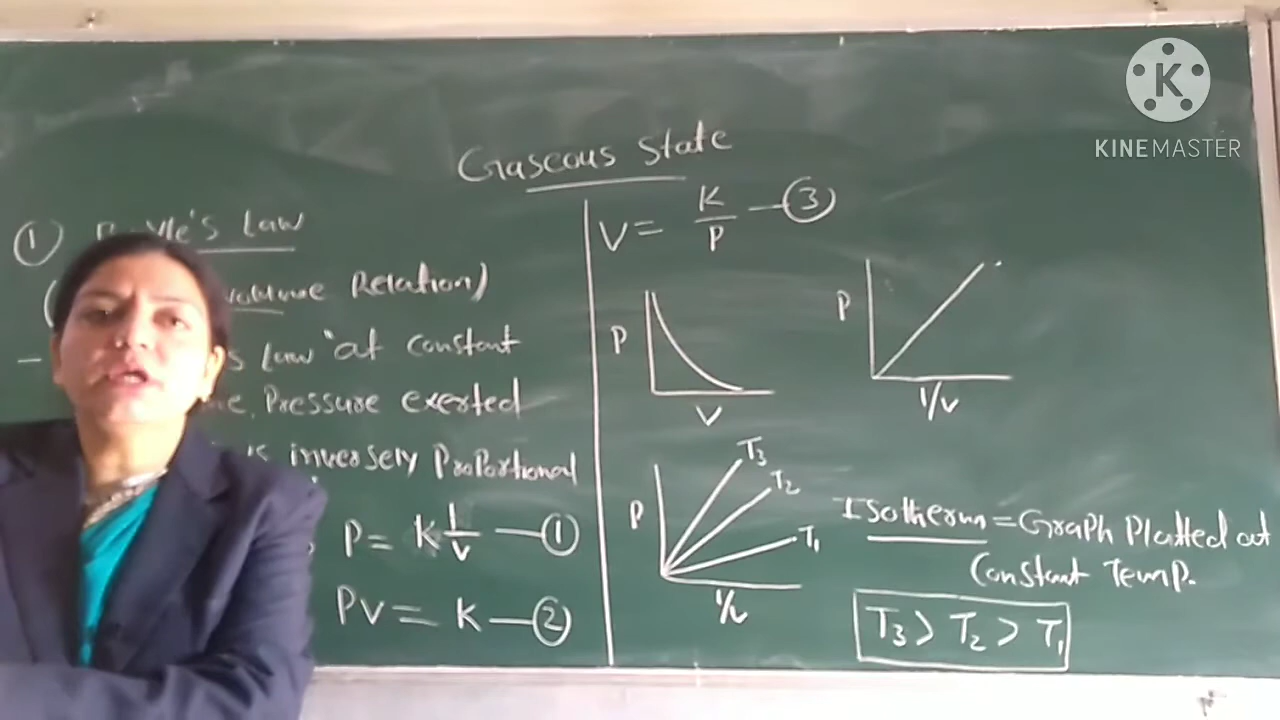 Gaseous State
① Boyle's Law
volume Relation)
- Law "at constant
Pressure exerted
is inversely Proportional
P = K 1/V — ①
PV = K — ②
V = K/P — ③
P
V
P
1/V
P
T3
T2
T1
1/V
Isotherm = Graph Plotted at
Constant Temp.
T3 > T2 > T1
K
KINEMASTER